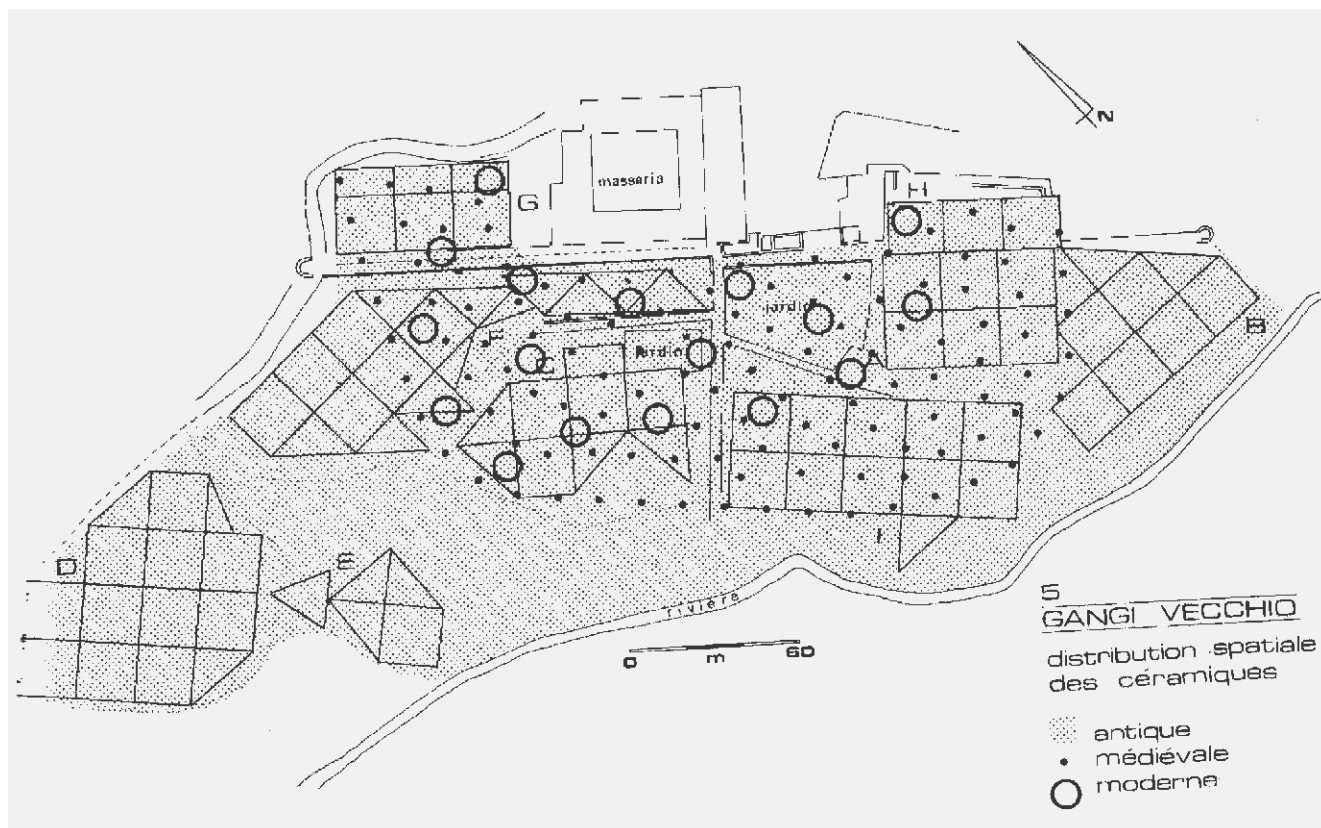 N
masseria
G
H
jardin
B
F
jardin
C
A
D
E
I
rivière
0 m 60
5
GANGI VECCHIO
distribution spatiale
des céramiques
antique
médiévale
moderne